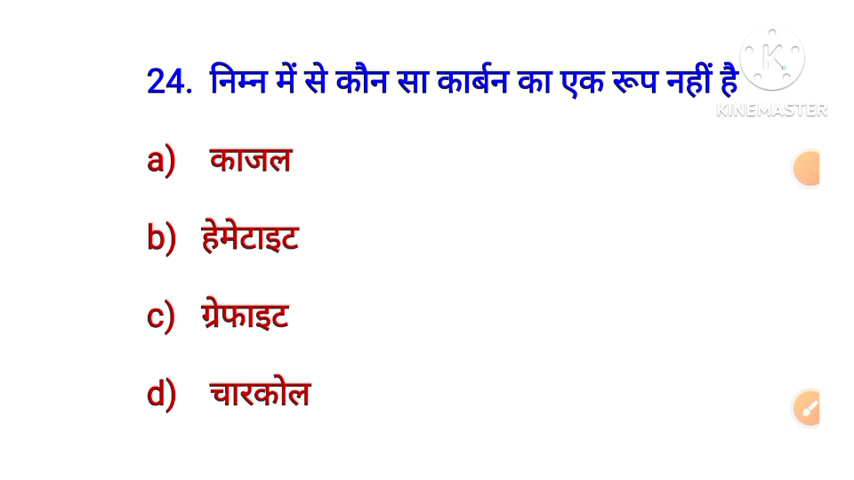 24. निम्न में से कौन सा कार्बन का एक रूप नहीं है
KINEMASTER
a) काजल
b) हेमेटाइट
c) ग्रेफाइट
d) चारकोल